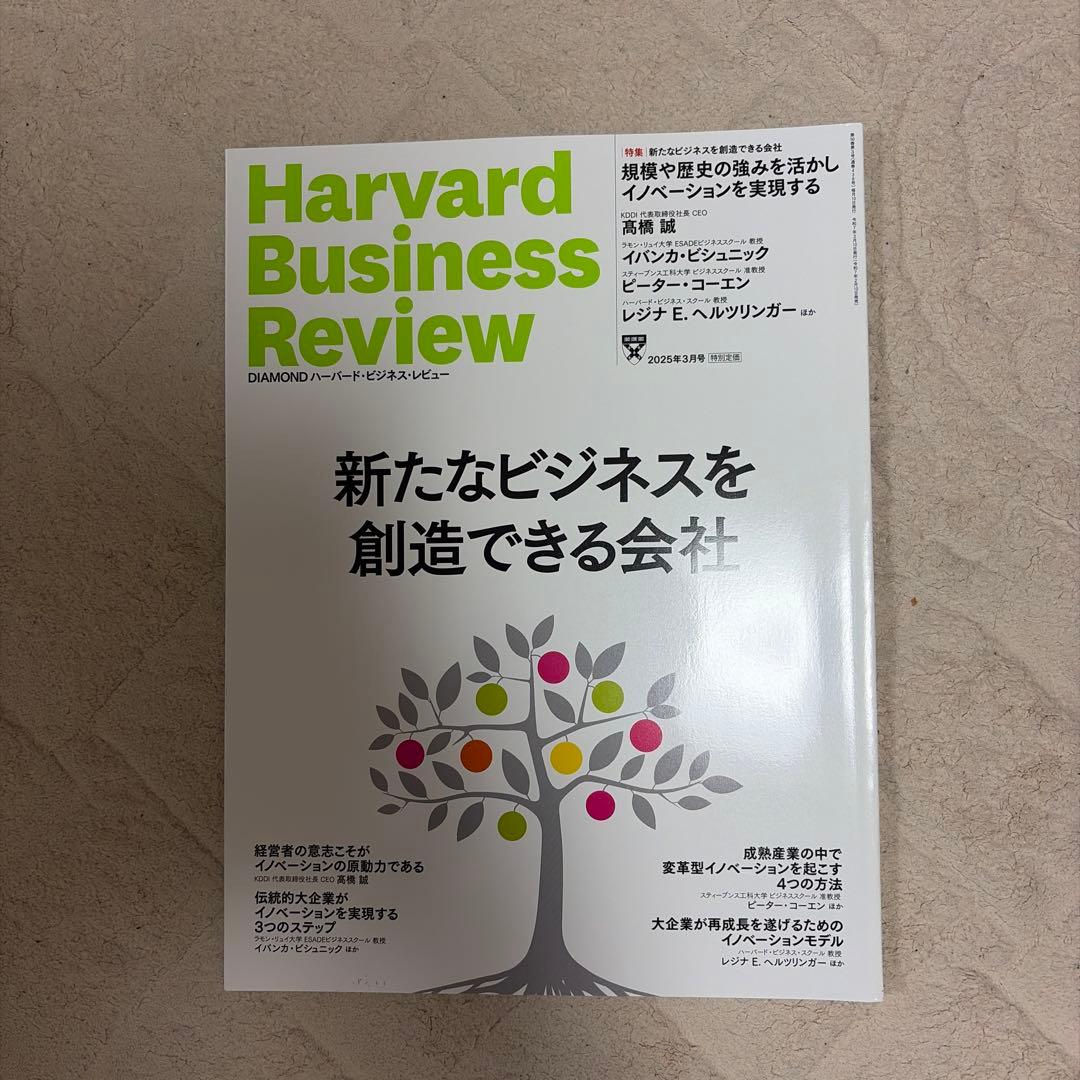 Harvard
Business
Review
DIAMOND ハーバード・ビジネス・レビュー
［特集］新たなビジネスを創造できる会社
規模や歴史の強みを活かし
イノベーションを実現する
KDDI 代表取締役社長 CEO
髙橋 誠
ラモン・リュイ大学 ESADEビジネススクール 教授
イバンカ・ビシュニック
スティーブンス工科大学 ビジネススクール 准教授
ピーター・コーエン
ハーバード・ビジネス・スクール 教授
レジナ E. ヘルツリンガー ほか
2025年3月号 特別定価
新たなビジネスを
創造できる会社
経営者の意志こそが
イノベーションの原動力である
KDDI 代表取締役社長 CEO 髙橋 誠
伝統的大企業が
イノベーションを実現する
3つのステップ
ラモン・リュイ大学 ESADEビジネススクール 教授
イバンカ・ビシュニック ほか
成熟産業の中で
変革型イノベーションを起こす
4つの方法
スティーブンス工科大学 ビジネススクール 准教授
ピーター・コーエン ほか
大企業が再成長を遂げるための
イノベーションモデル
ハーバード・ビジネス・スクール 教授
レジナ E. ヘルツリンガー ほか